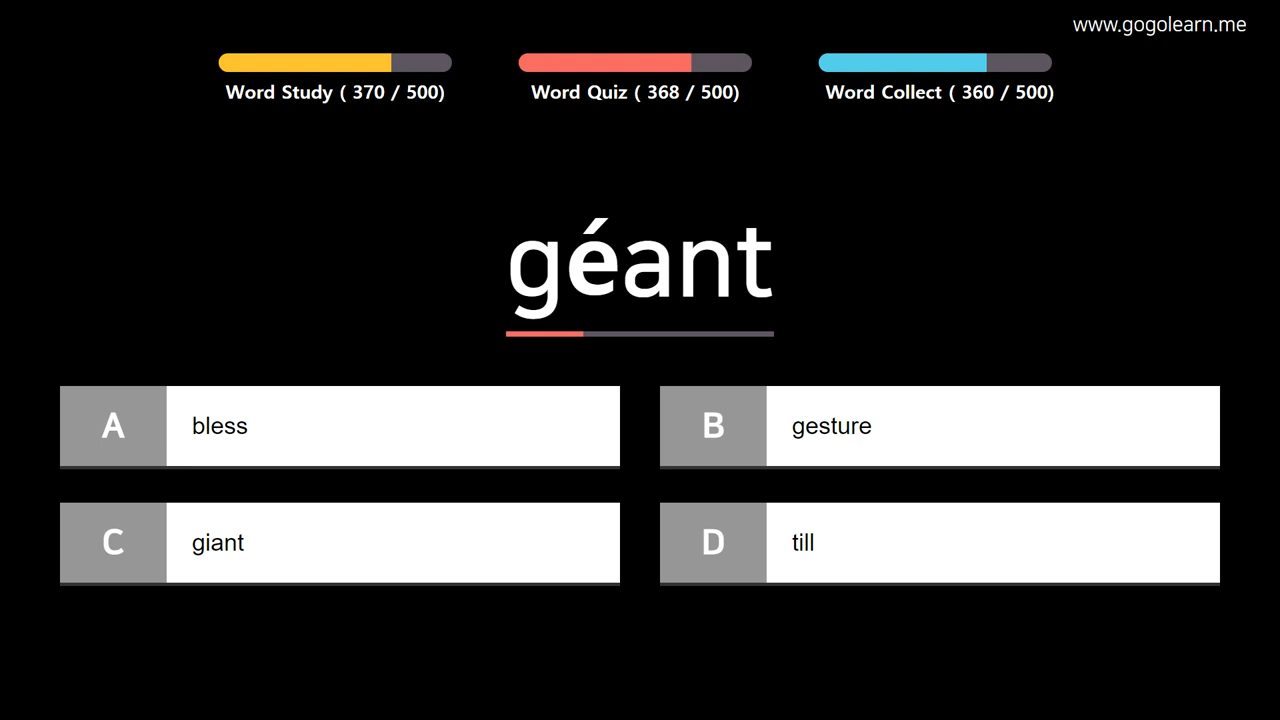 www.gogolearn.me
Word Study ( 370 / 500)
Word Quiz ( 368 / 500)
Word Collect ( 360 / 500)
géant
A bless
B gesture
C giant
D till